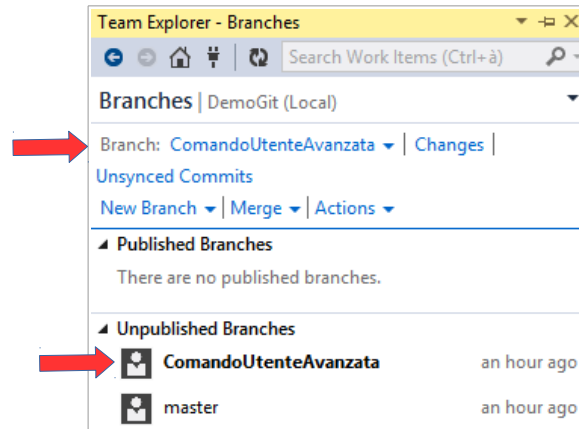 Team Explorer - Branches
Search Work Items (Ctrl+à)
Branches | DemoGit (Local)
Branch: ComandoUtenteAvanzata | Changes |
Unsynced Commits
New Branch | Merge | Actions
Published Branches
There are no published branches.
Unpublished Branches
ComandoUtenteAvanzata an hour ago
master an hour ago